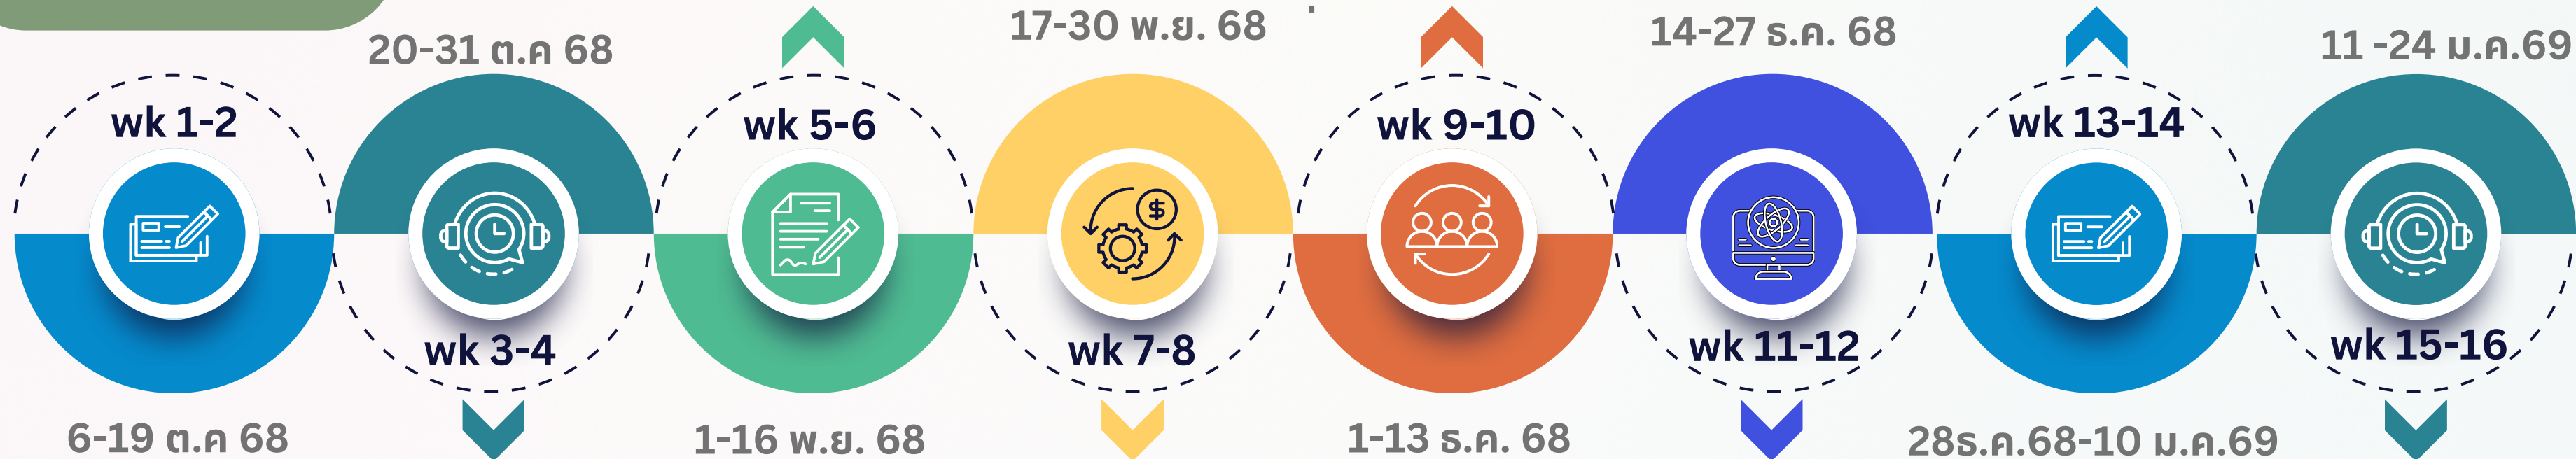 wk 1-2
6-19 ต.ค 68
20-31 ต.ค 68
wk 3-4
wk 5-6
1-16 พ.ย. 68
17-30 พ.ย. 68
wk 7-8
wk 9-10
1-13 ธ.ค. 68
14-27 ธ.ค. 68
wk 11-12
wk 13-14
28ธ.ค.68-10 ม.ค.69
11 -24 ม.ค.69
wk 15-16
$